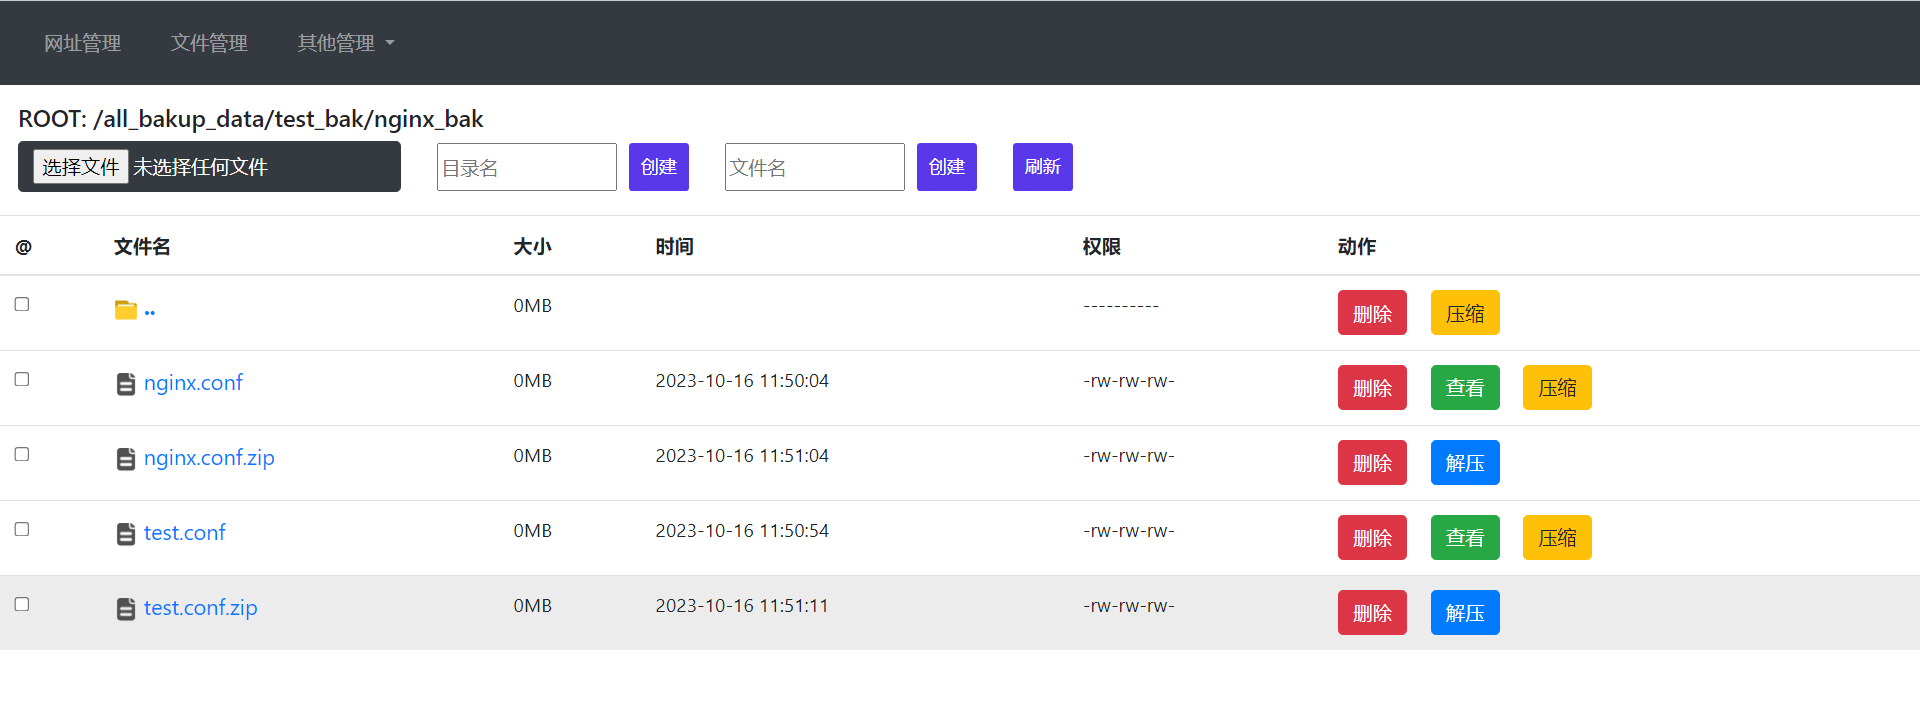 网址管理 文件管理 其他管理
ROOT: /all_bakup_data/test_bak/nginx_bak
选择文件 未选择任何文件 目录名 创建 文件名 创建 刷新
@ 文件名 大小 时间 权限 动作
.. 0MB ---------- 删除 压缩
nginx.conf 0MB 2023-10-16 11:50:04 -rw-rw-rw- 删除 查看 压缩
nginx.conf.zip 0MB 2023-10-16 11:51:04 -rw-rw-rw- 删除 解压
test.conf 0MB 2023-10-16 11:50:54 -rw-rw-rw- 删除 查看 压缩
test.conf.zip 0MB 2023-10-16 11:51:11 -rw-rw-rw- 删除 解压